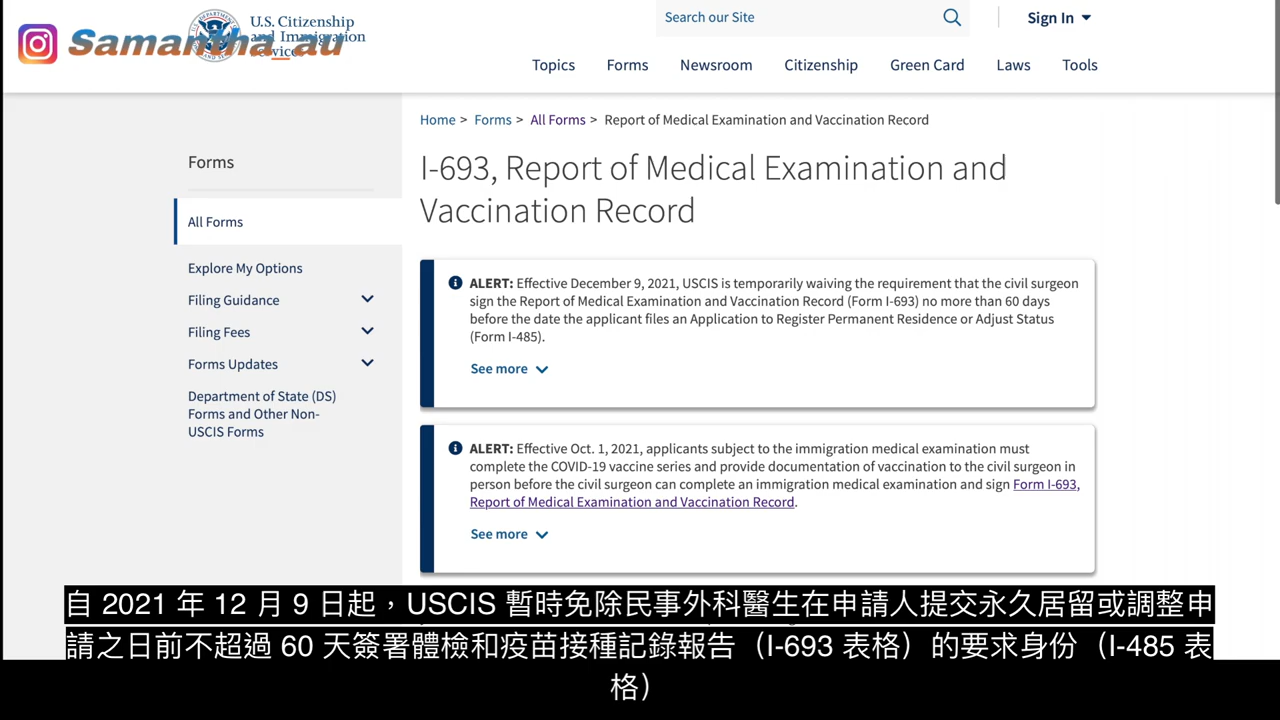 U.S. Citizenship
and Immigration
Services
Samantha_au
Search our Site
Sign In
Topics
Forms
Newsroom
Citizenship
Green Card
Laws
Tools
Home > Forms > All Forms > Report of Medical Examination and Vaccination Record
Forms
All Forms
Explore My Options
Filing Guidance
Filing Fees
Forms Updates
Department of State (DS)
Forms and Other Non-
USCIS Forms
I-693, Report of Medical Examination and
Vaccination Record
ALERT: Effective December 9, 2021, USCIS is temporarily waiving the requirement that the civil surgeon
sign the Report of Medical Examination and Vaccination Record (Form I-693) no more than 60 days
before the date the applicant files an Application to Register Permanent Residence or Adjust Status
(Form I-485).
See more
ALERT: Effective Oct. 1, 2021, applicants subject to the immigration medical examination must
complete the COVID-19 vaccine series and provide documentation of vaccination to the civil surgeon in
person before the civil surgeon can complete an immigration medical examination and sign Form I-693,
Report of Medical Examination and Vaccination Record.
See more
自 2021 年 12 月 9 日起，USCIS 暫時免除民事外科醫生在申請人提交永久居留或調整申
請之日前不超過 60 天簽署體檢和疫苗接種記錄報告（I-693 表格）的要求身份（I-485 表
格）